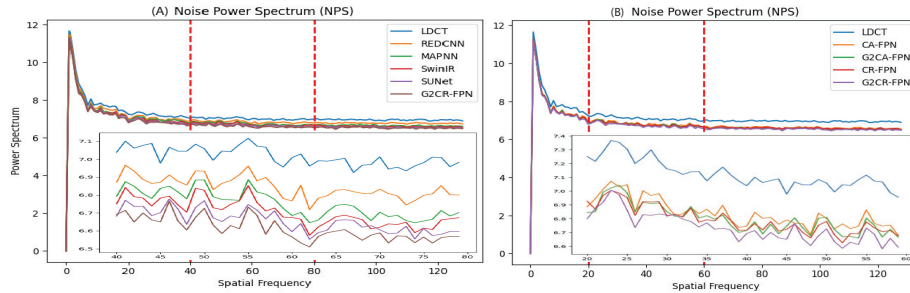 (A) Noise Power Spectrum (NPS)
12
10
8
6
4
2
0
Power Spectrum
LDCT
REDCNN
MAPNN
SwinIR
SUNet
G2CR-FPN
7.1
7.0
6.9
6.8
6.7
6.6
6.5
40 45 50 55 60 65 70 75 80
0 20 40 60 80 100 120
Spatial Frequency
(B) Noise Power Spectrum (NPS)
12
10
8
6
4
2
0
LDCT
CA-FPN
G2CA-FPN
CR-FPN
G2CR-FPN
7.4
7.3
7.2
7.1
7.0
6.9
6.8
6.7
6.6
20 25 30 35 40 45 50 55 60
0 20 40 60 80 100 120
Spatial Frequency